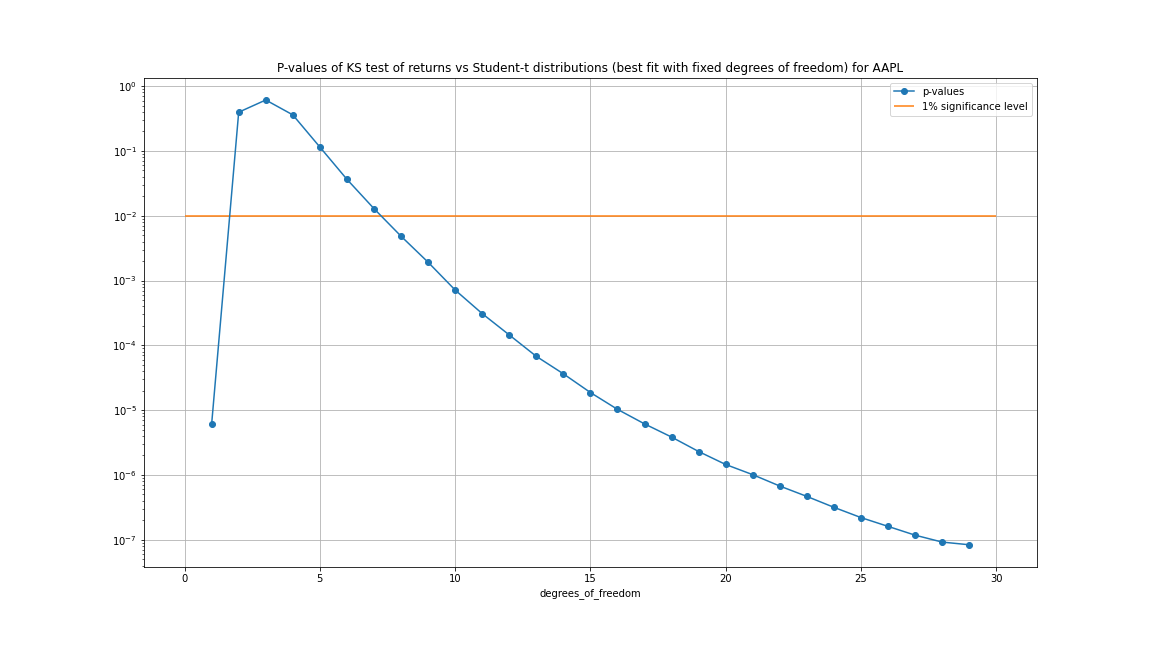 P-values of KS test of returns vs Student-t distributions (best fit with fixed degrees of freedom) for AAPL
p-values
1% significance level
10⁰
10⁻¹
10⁻²
10⁻³
10⁻⁴
10⁻⁵
10⁻⁶
10⁻⁷
0 5 10 15 20 25 30
degrees_of_freedom